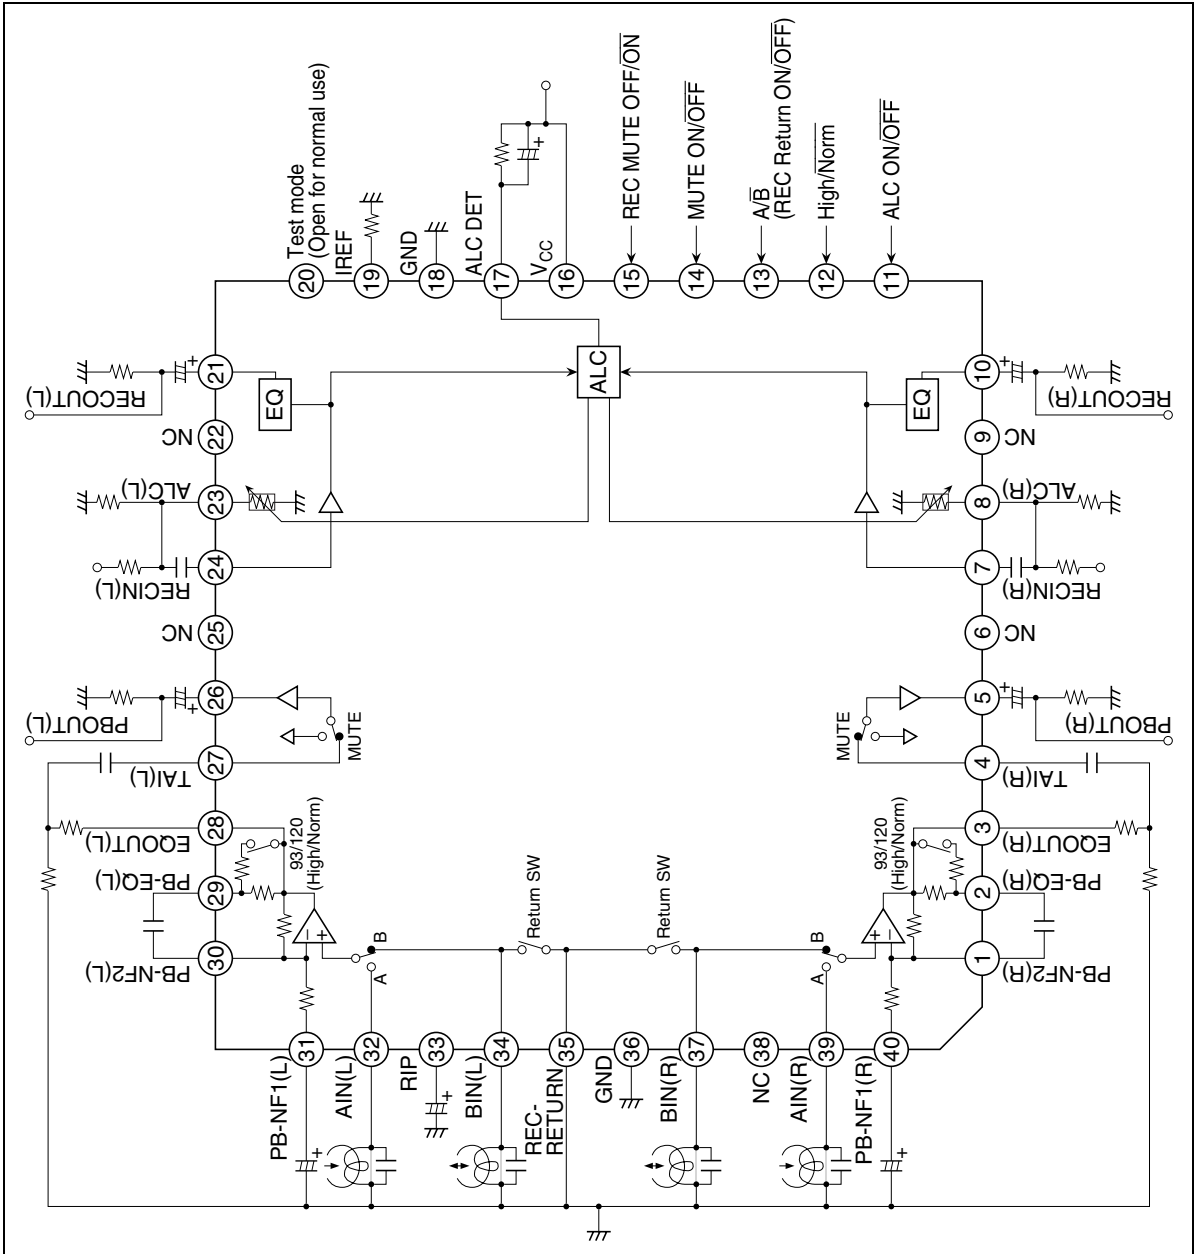 Test mode
(Open for normal use)
20
IREF
19
GND
18
ALC DET
17
VCC
16
REC MUTE OFF/ON
15
MUTE ON/OFF
14
A/B
(REC Return ON/OFF)
13
High/Norm
12
ALC ON/OFF
11
RECOUT(L)
21
EQ
NC
22
ALC(L)
23
RECIN(L)
24
NC
25
PBOUT(L)
26
MUTE
TAI(L)
27
EQOUT(L)
28
93/120
(High/Norm)
PB-EQ(L)
29
PB-NF2(L)
30
ALC
10
RECOUT(R)
EQ
9
NC
8
ALC(R)
7
RECIN(R)
6
NC
5
PBOUT(R)
MUTE
4
TAI(R)
3
EQOUT(R)
93/120
(High/Norm)
2
PB-EQ(R)
1
PB-NF2(R)
Return SW
Return SW
A
B
A
B
+
−
+
−
31
PB-NF1(L)
32
AIN(L)
33
RIP
34
BIN(L)
35
REC-
RETURN
36
GND
37
BIN(R)
38
NC
39
AIN(R)
40
PB-NF1(R)
+
+
+
+
+
+
+
+